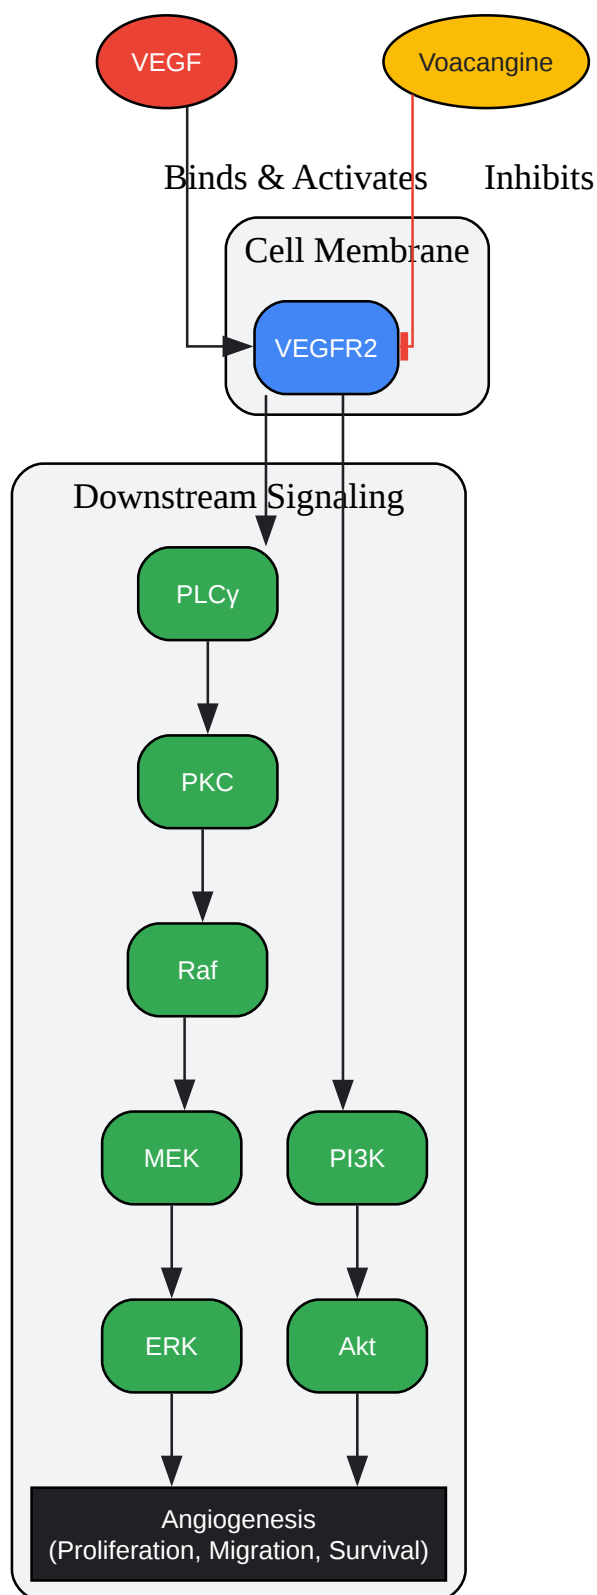 VEGF
Voacangine
Binds & Activates
Inhibits
Cell Membrane
VEGFR2
Downstream Signaling
PLCγ
PKC
Raf
MEK
PI3K
ERK
Akt
Angiogenesis
(Proliferation, Migration, Survival)